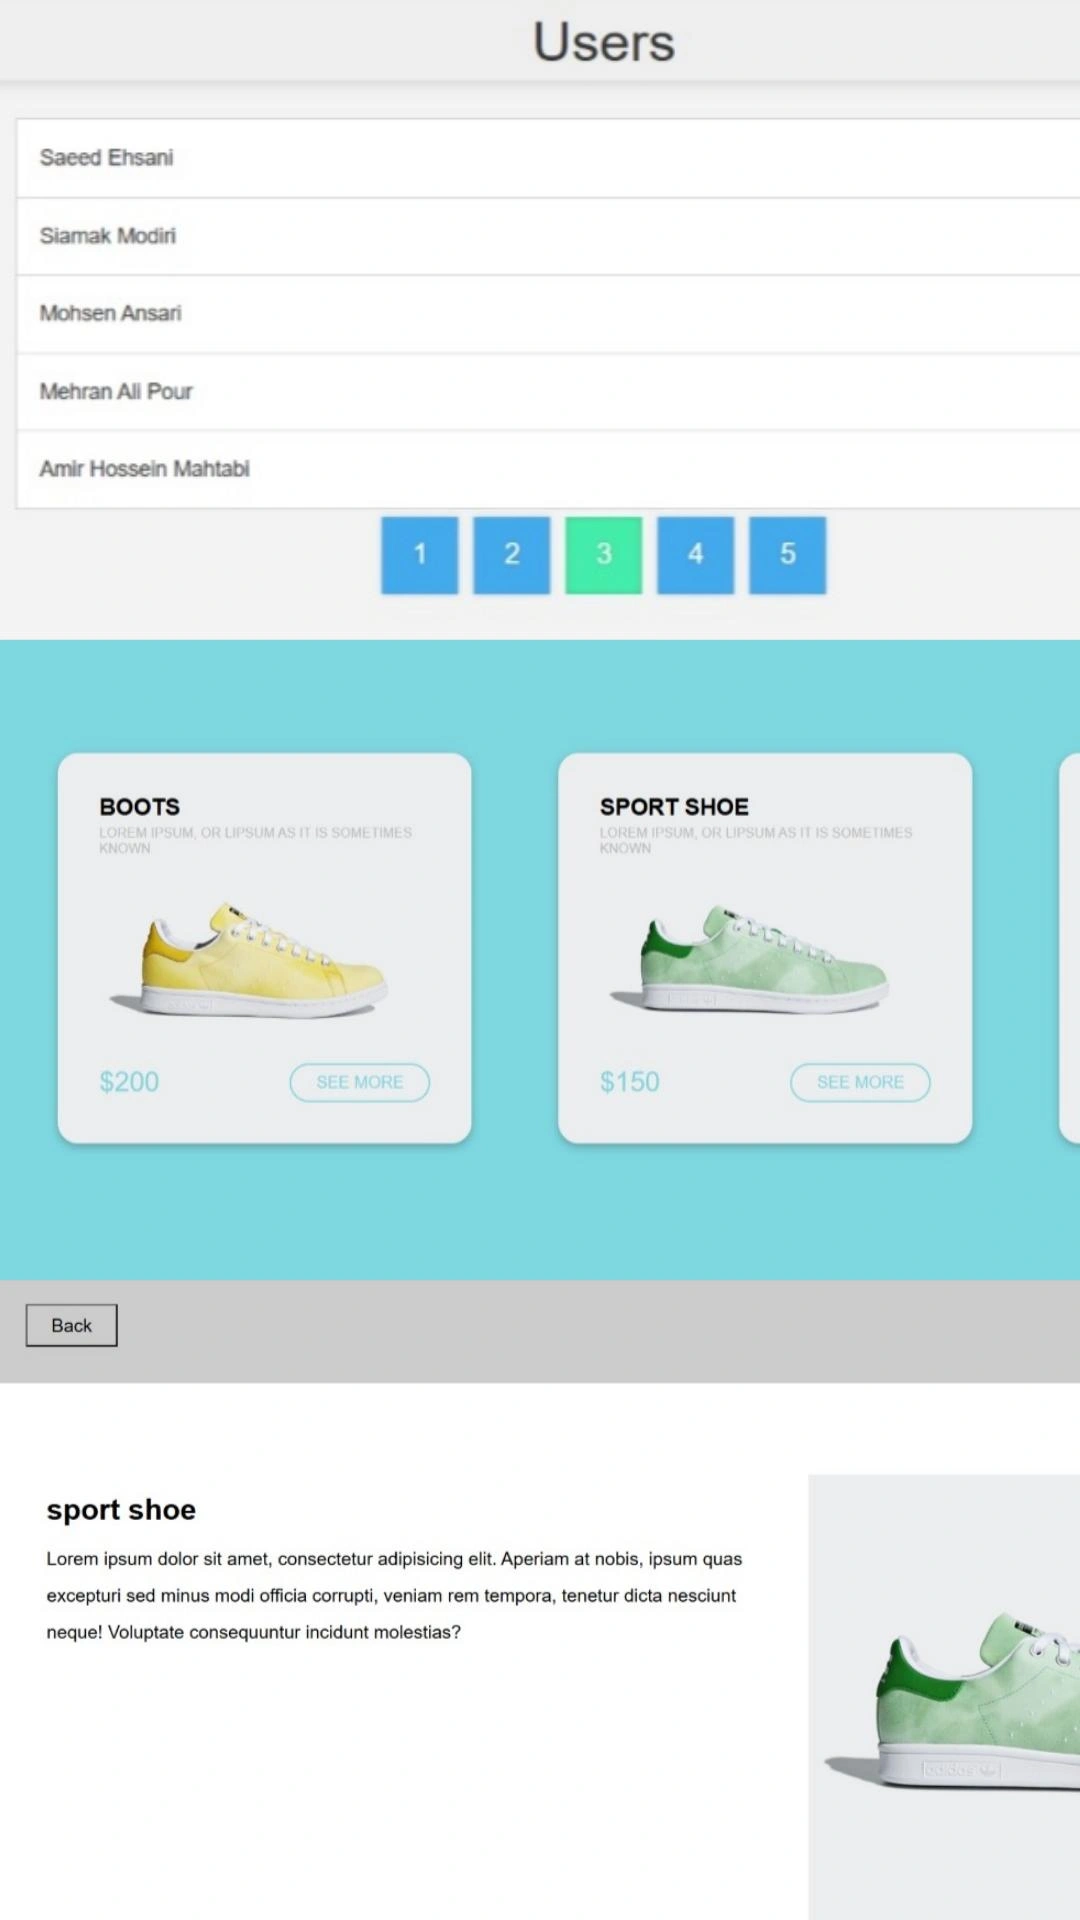 Users
Saeed Ehsani
Siamak Modiri
Mohsen Ansari
Mehran Ali Pour
Amir Hossein Mahtabi
1 2 3 4 5
BOOTS
LOREM IPSUM, OR LIPSUM AS IT IS SOMETIMES
KNOWN
$200
SEE MORE
SPORT SHOE
LOREM IPSUM, OR LIPSUM AS IT IS SOMETIMES
KNOWN
$150
SEE MORE
Back
sport shoe
Lorem ipsum dolor sit amet, consectetur adipisicing elit. Aperiam at nobis, ipsum quas
excepturi sed minus modi officia corrupti, veniam rem tempora, tenetur dicta nesciunt
neque! Voluptate consequuntur incidunt molestias?
adidas